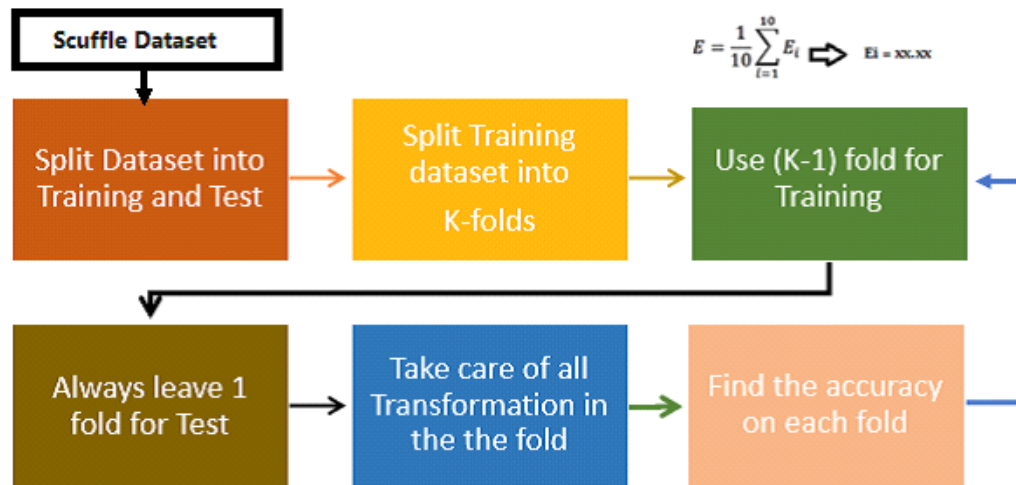 Scuffle Dataset
E = 1/10 10∑i=1 Ei ⇨ Ei = xx.xx
Split Dataset into
Training and Test
Split Training
dataset into
K-folds
Use (K-1) fold for
Training
Always leave 1
fold for Test
Take care of all
Transformation in
the the fold
Find the accuracy
on each fold